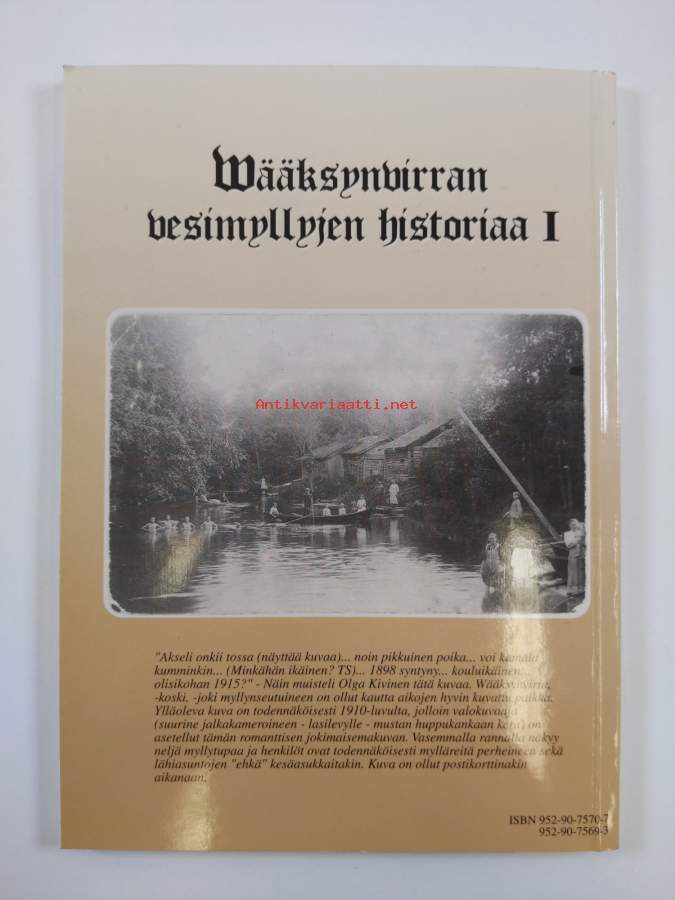 Wääksynvirran
vesimyllyjen historiaa I
Antikvariaatti.net
"Akseli onkii tossa (näyttää kuvaa)... noin pikkuinen poika... voi kamala
kumminkin... (Minkähän ikäinen? TS)... 1898 syntyny... kouluikäinen...
olisikohan 1915?" - Näin muisteli Olga Kivinen tätä kuvaa. Wääksynvirta,
-koski, -joki myllynseutuineen on ollut kautta aikojen hyvin kuvattu paikka.
Ylläoleva kuva on todennäköisesti 1910-luvulta, jolloin valokuvaaja
(suurine jalkakameroineen - lasilevylle - mustan huppukankaan kera) on
asetellut tämän romanttisen jokimaisemakuvan. Vasemmalla rannalla näkyy
neljä myllytupaa ja henkilöt ovat todennäköisesti mylläreitä perheineen sekä
lähiasuntojen "ehkä" kesäasukkaitakin. Kuva on ollut postikorttinakin
aikanaan.
ISBN 952-90-7570-7
952-90-7569-3